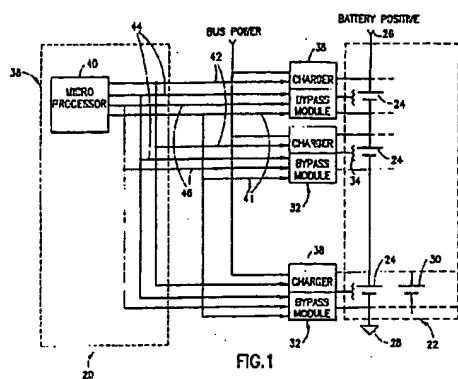 44
BUS POWER
BATTERY POSITIVE
38
40
MICRO
PROCESSOR
42
38
26
CHARGER
BYPASS
MODULE
24
CHARGER
BYPASS
MODULE
24
34
46
41
32
CHARGER
BYPASS
MODULE
24
30
32
28
22
20
FIG.1